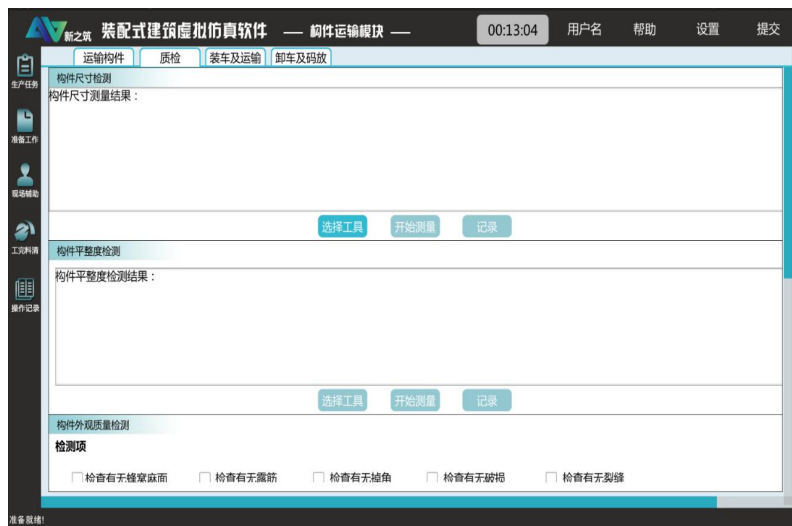 新之筑 装配式建筑虚拟仿真软件 — 构件运输模块 — 00:13:04 用户名 帮助 设置 提交
运输构件 质检 装车及运输 卸车及码放
生产任务
准备工作
现场辅助
工完料清
操作记录
构件尺寸检测
构件尺寸测量结果：
选择工具 开始测量 记录
构件平整度检测
构件平整度检测结果：
选择工具 开始测量 记录
构件外观质量检测
检测项
检查有无蜂窝麻面 检查有无露筋 检查有无掉角 检查有无破损 检查有无裂缝
准备就绪!